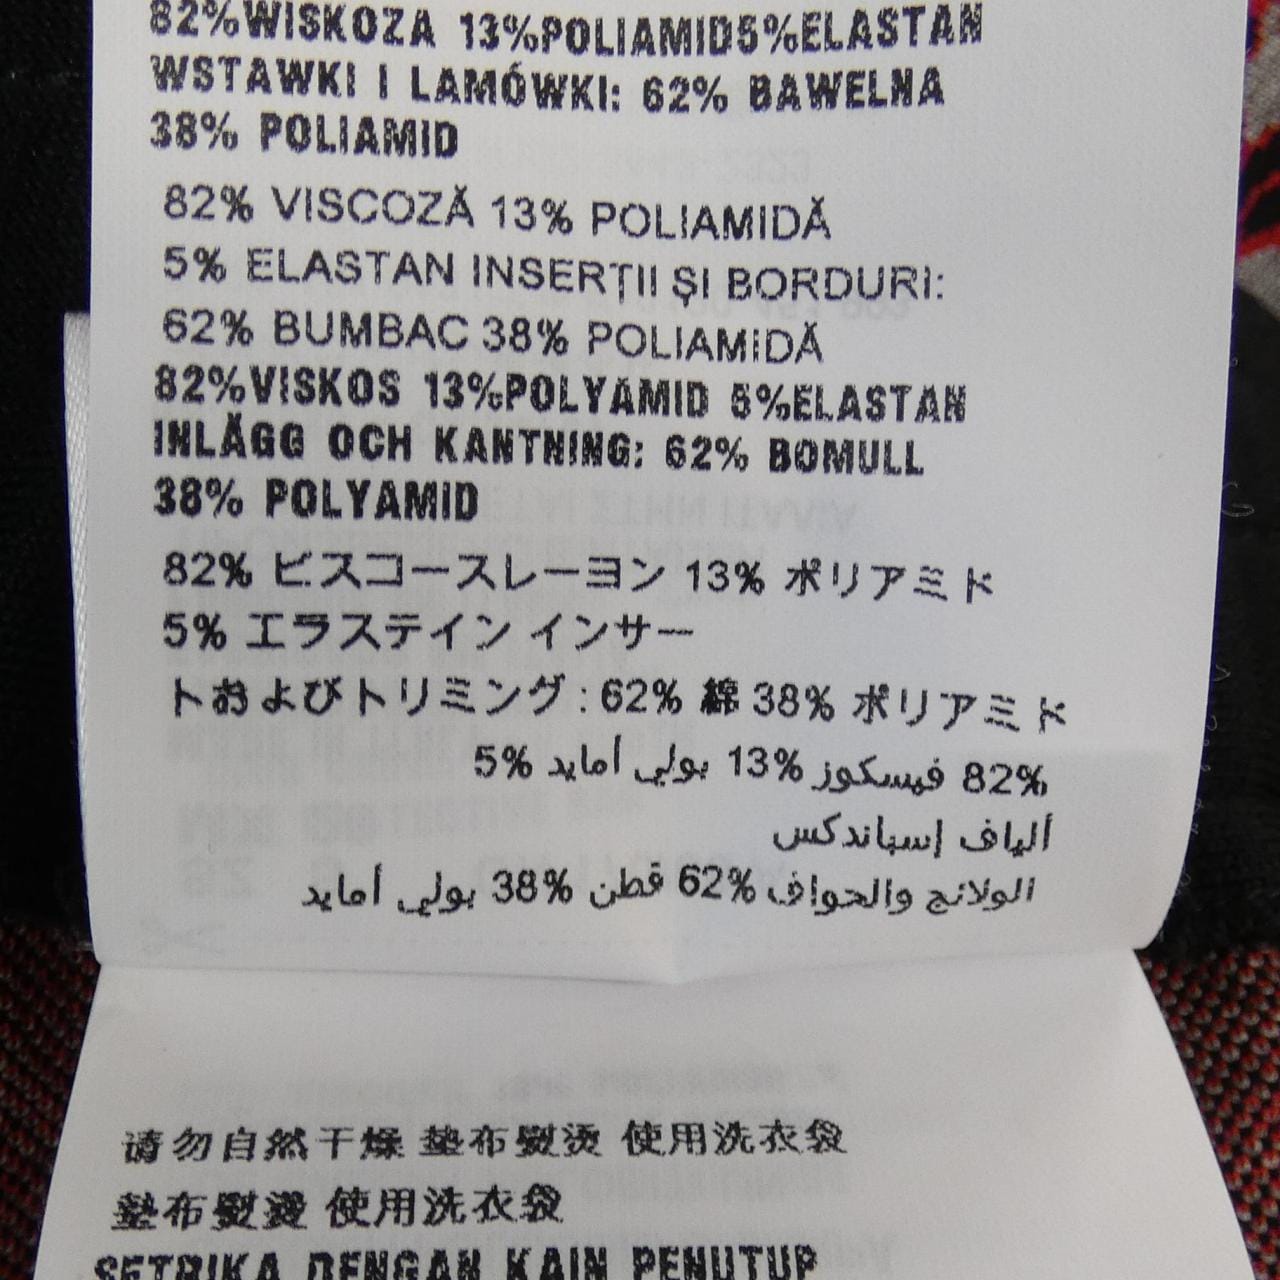 82%WISKOZA 13%POLIAMID5%ELASTAN
WSTAWKI I LAMÓWKI: 62% BAWELNA
38% POLIAMID
82% VISCOZĂ 13% POLIAMIDĂ
5% ELASTAN INSERȚII ȘI BORDURI:
62% BUMBAC 38% POLIAMIDĂ
82%VISKOS 13%POLYAMID 5%ELASTAN
INLÄGG OCH KANTNING: 62% BOMULL
38% POLYAMID
82% ビスコースレーヨン 13% ポリアミド
5% エラステイン インサー
トおよびトリミング: 62% 綿 38% ポリアミド
82% فيسكوز 13% بولي أمايد 5%
ألياف إسباندكس
الولائج والحواف 62% قطن 38% بولي أمايد
请勿自然干燥 垫布熨烫 使用洗衣袋
墊布熨燙 使用洗衣袋
SETRIKA DENGAN KAIN PENUTUP